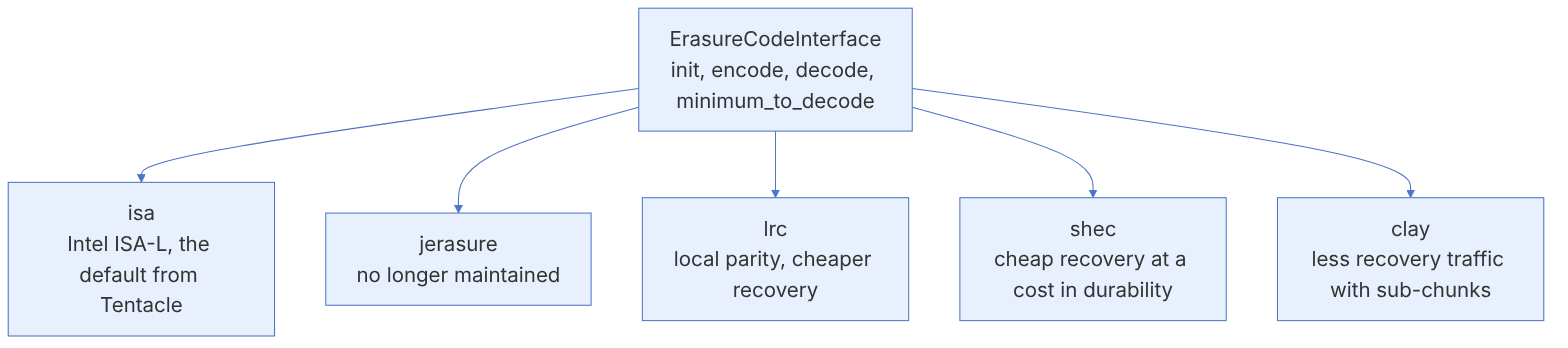 ErasureCodeInterface
init, encode, decode,
minimum_to_decode
isa
Intel ISA-L, the
default from
Tentacle
jerasure
no longer maintained
lrc
local parity, cheaper
recovery
shec
cheap recovery at a
cost in durability
clay
less recovery traffic
with sub-chunks